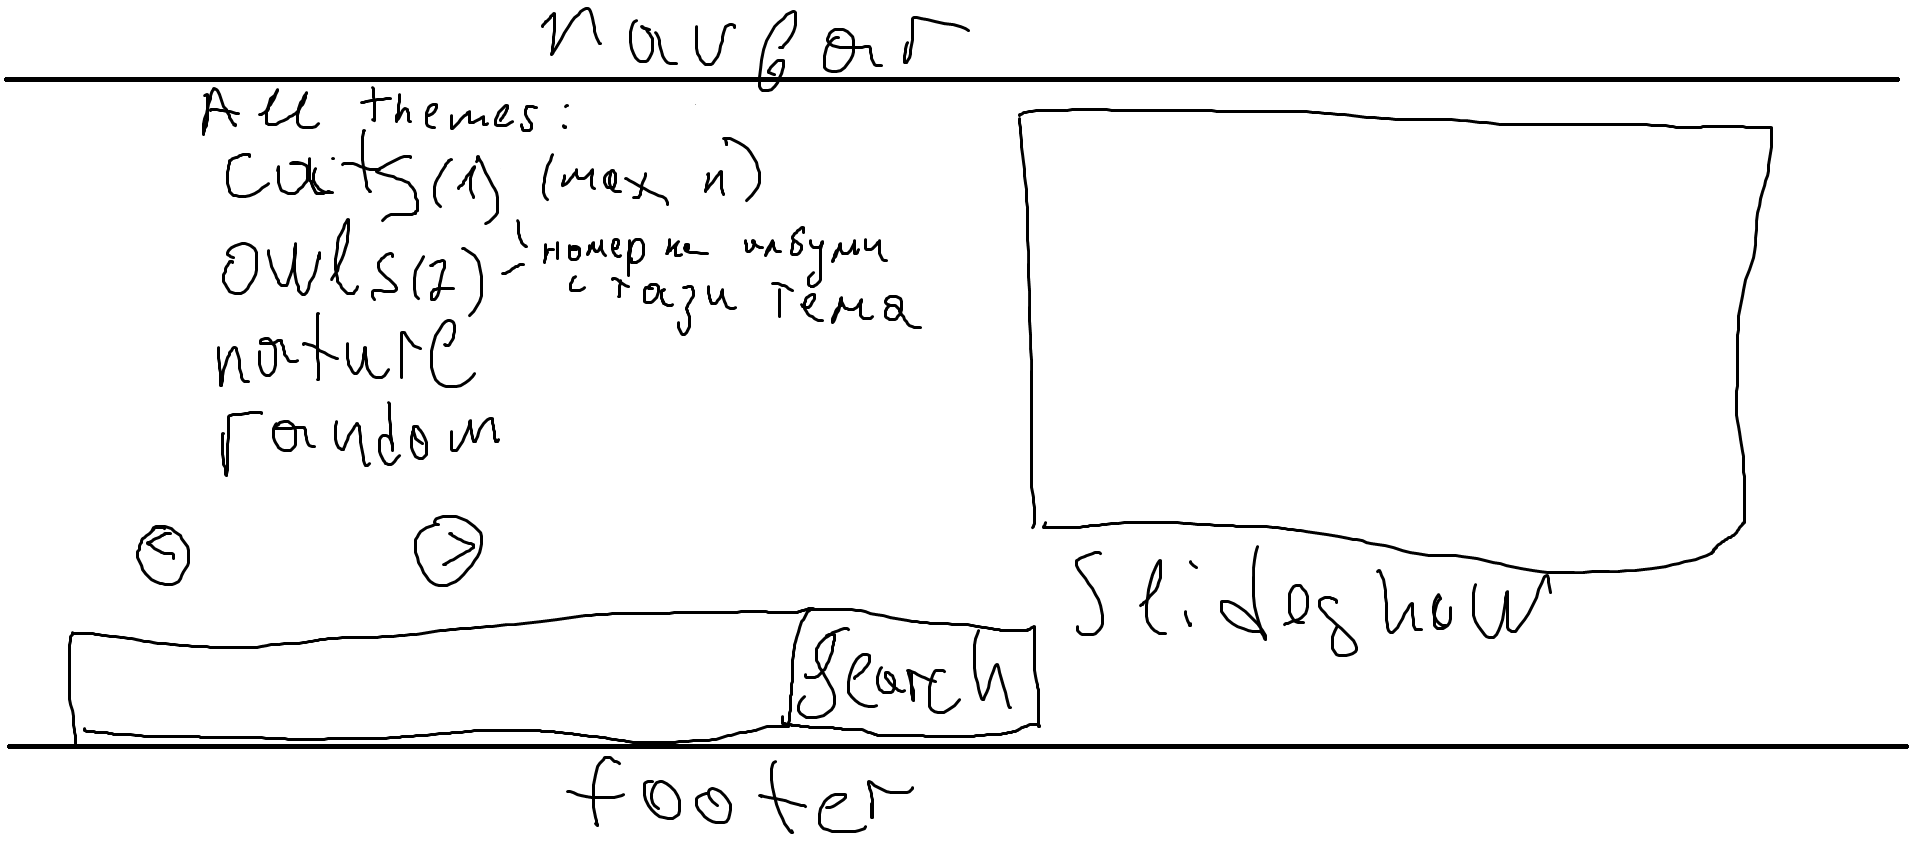 navbar
All themes:
cats(1) (max n)
owls(2) - номер на албуми
с тази тема
nature
random
<
>
Slideshow
Search
footer